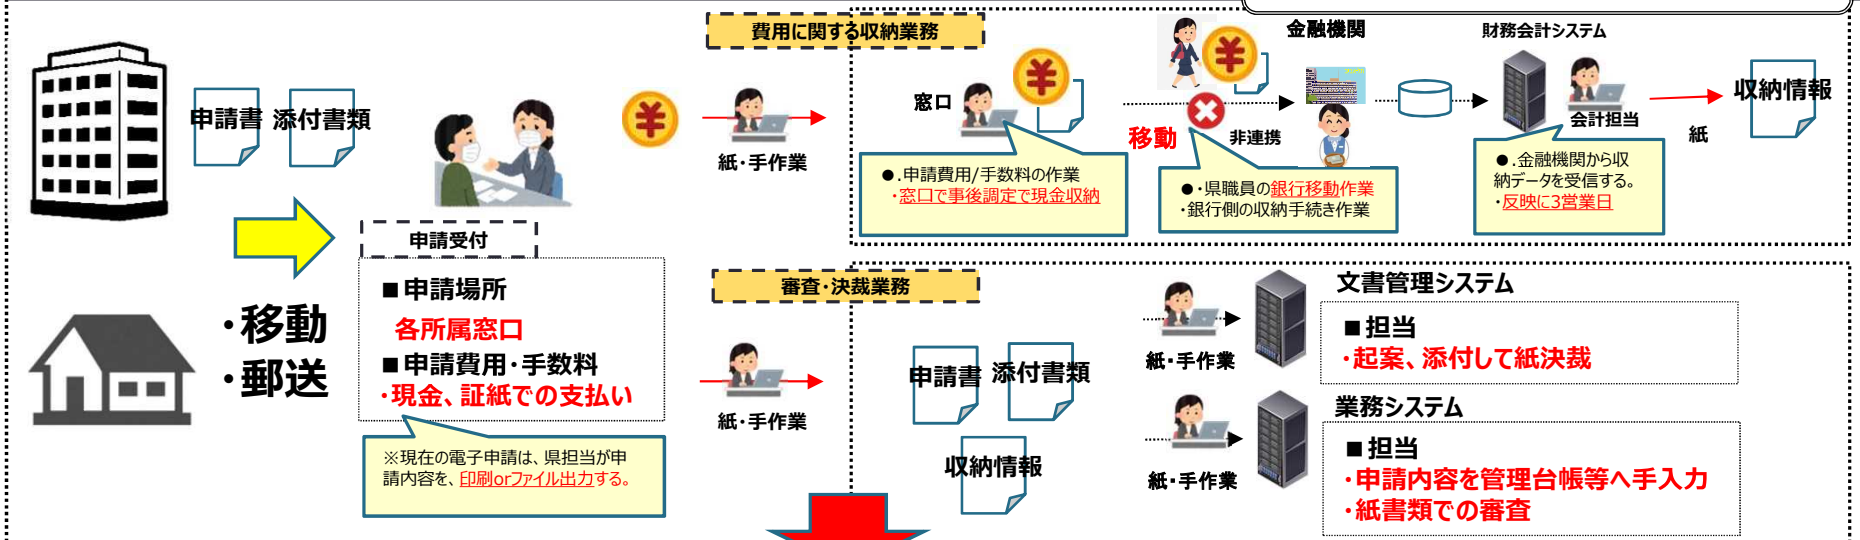 申請書
添付書類
・移動
・郵送
申請受付
■申請場所
各所属窓口
■申請費用・手数料
・現金、証紙での支払い
※現在の電子申請は、県担当が申
請内容を、印刷orファイル出力する。
費用に関する収納業務
紙・手作業
窓口
●.申請費用/手数料の作業
・窓口で事後調定で現金収納
移動
非連携
金融機関
●・県職員の銀行移動作業
・銀行側の収納手続き作業
財務会計システム
会計担当
●.金融機関から収
納データを受信する。
・反映に3営業日
紙
収納情報
審査・決裁業務
紙・手作業
申請書
添付書類
収納情報
紙・手作業
文書管理システム
■担当
・起案、添付して紙決裁
紙・手作業
業務システム
■担当
・申請内容を管理台帳等へ手入力
・紙書類での審査